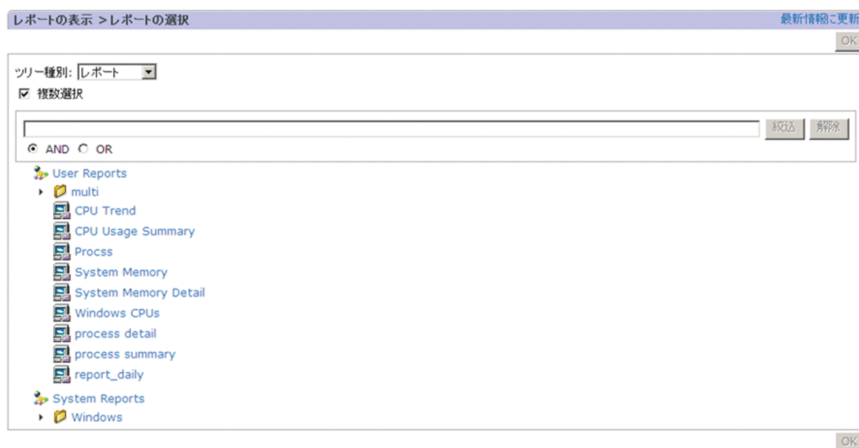 レポートの表示 >レポートの選択 最新情報に更新
OK
ツリー種別: レポート
複数選択
絞込 解除
AND OR
User Reports
multi
CPU Trend
CPU Usage Summary
Procss
System Memory
System Memory Detail
Windows CPUs
process detail
process summary
report_daily
System Reports
Windows
OK